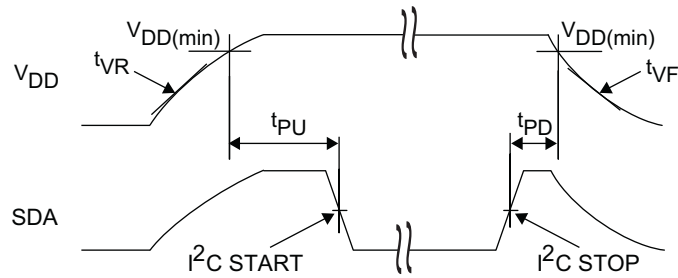 VDD(min)
VDD(min)
tVR
tVF
VDD
tPU
tPD
SDA
I2C START
I2C STOP